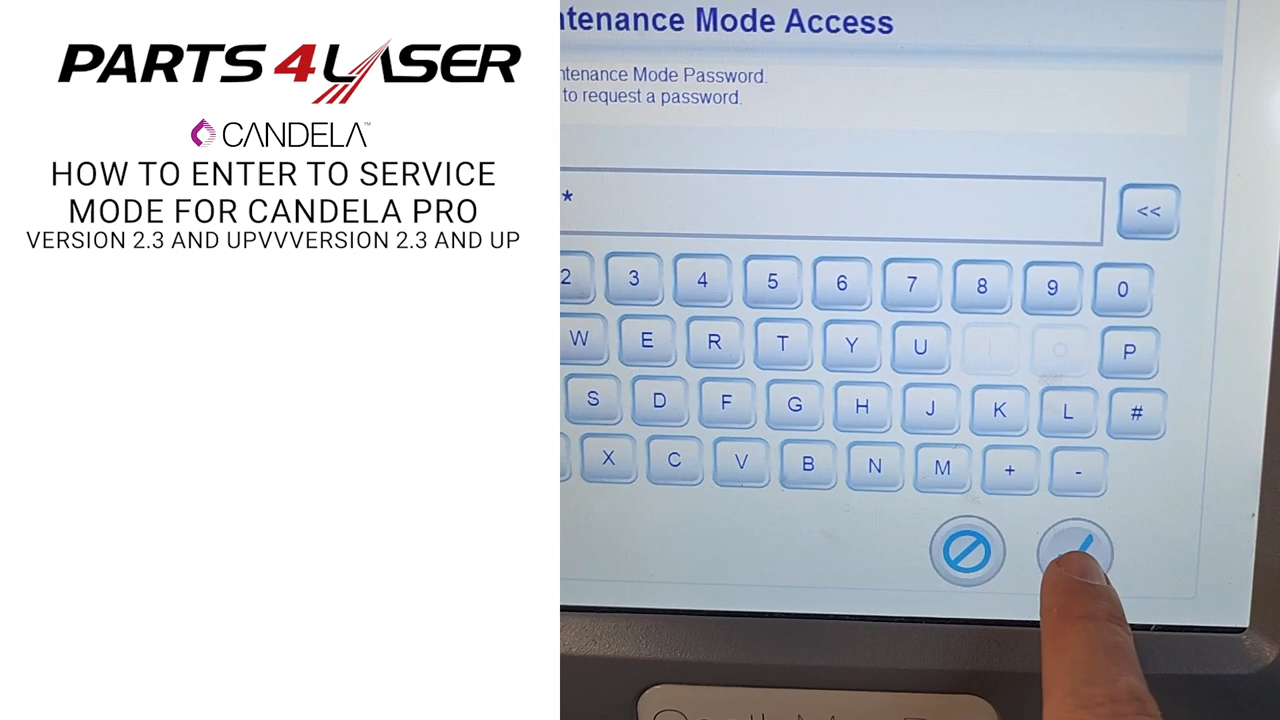 PARTS 4 LASER
CANDELA™
HOW TO ENTER TO SERVICE
MODE FOR CANDELA PRO
VERSION 2.3 AND UPVVVERSION 2.3 AND UP
ntenance Mode Access
ntenance Mode Password.
to request a password.
*
<<
2 3 4 5 6 7 8 9 0
W E R T Y U I O P
S D F G H J K L #
X C V B N M + -